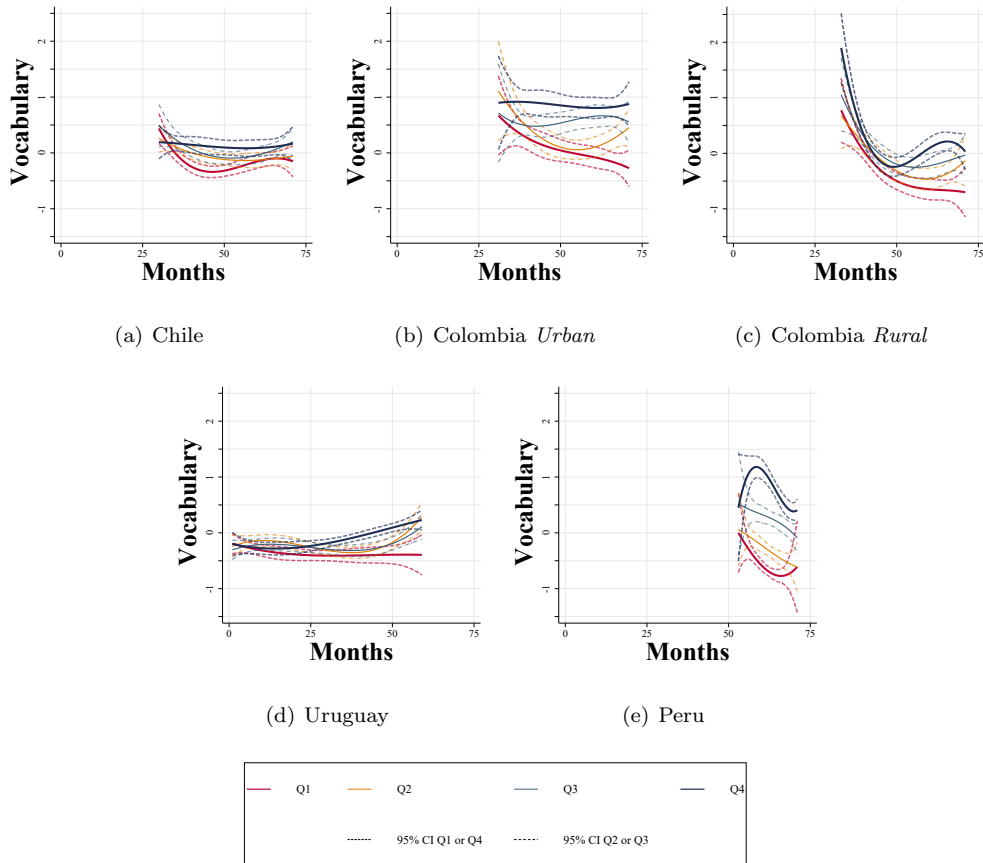 Vocabulary
2
1
0
-1
0
25
50
75
Months
Vocabulary
2
1
0
-1
0
25
50
75
Months
Vocabulary
2
1
0
-1
0
25
50
75
Months
(a) Chile
(b) Colombia Urban
(c) Colombia Rural
Vocabulary
2
1
0
-1
0
25
50
75
Months
Vocabulary
2
1
0
-1
0
25
50
75
Months
(d) Uruguay
(e) Peru
Q1 Q2 Q3 Q4
95% CI Q1 or Q4 95% CI Q2 or Q3